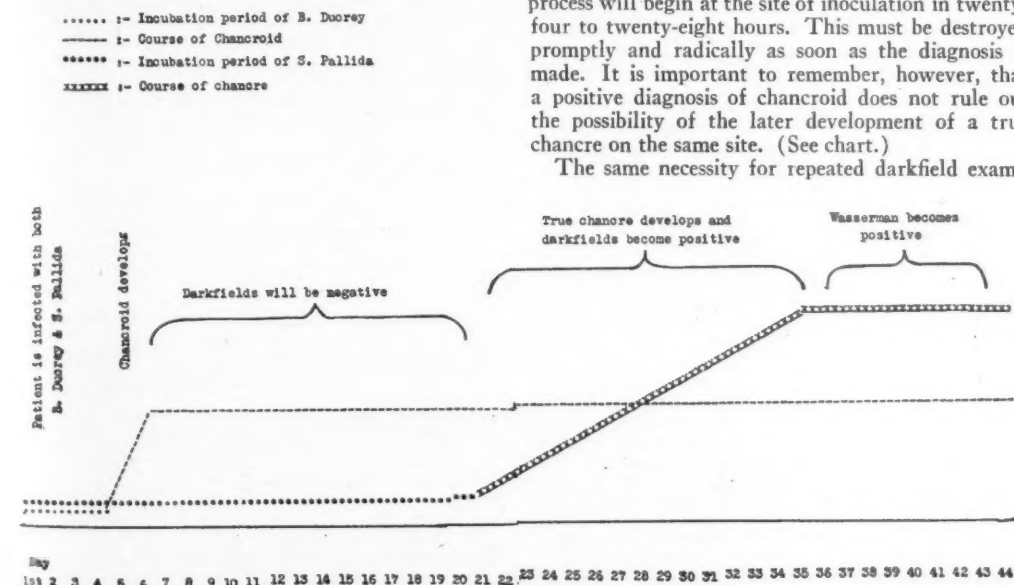 ...... :- Incubation period of B. Ducrey
------ :- Course of Chancroid
•••••• :- Incubation period of S. Pallida
xxxxxx :- Course of chancre
process will begin at the site of inoculation in twenty-
four to twenty-eight hours. This must be destroye
promptly and radically as soon as the diagnosis
made. It is important to remember, however, tha
a positive diagnosis of chancroid does not rule ou
the possibility of the later development of a tru
chancre on the same site. (See chart.)
The same necessity for repeated darkfield exam
Patient is infected with both
B. Ducrey & S. Pallida
Chancroid develops
Darkfields will be negative
True chancre develops and
darkfields become positive
Wasserman becomes
positive
Day
1st 2 3 4 5 6 7 8 9 10 11 12 13 14 15 16 17 18 19 20 21 22 23 24 25 26 27 28 29 30 31 32 33 34 35 36 37 38 39 40 41 42 43 44